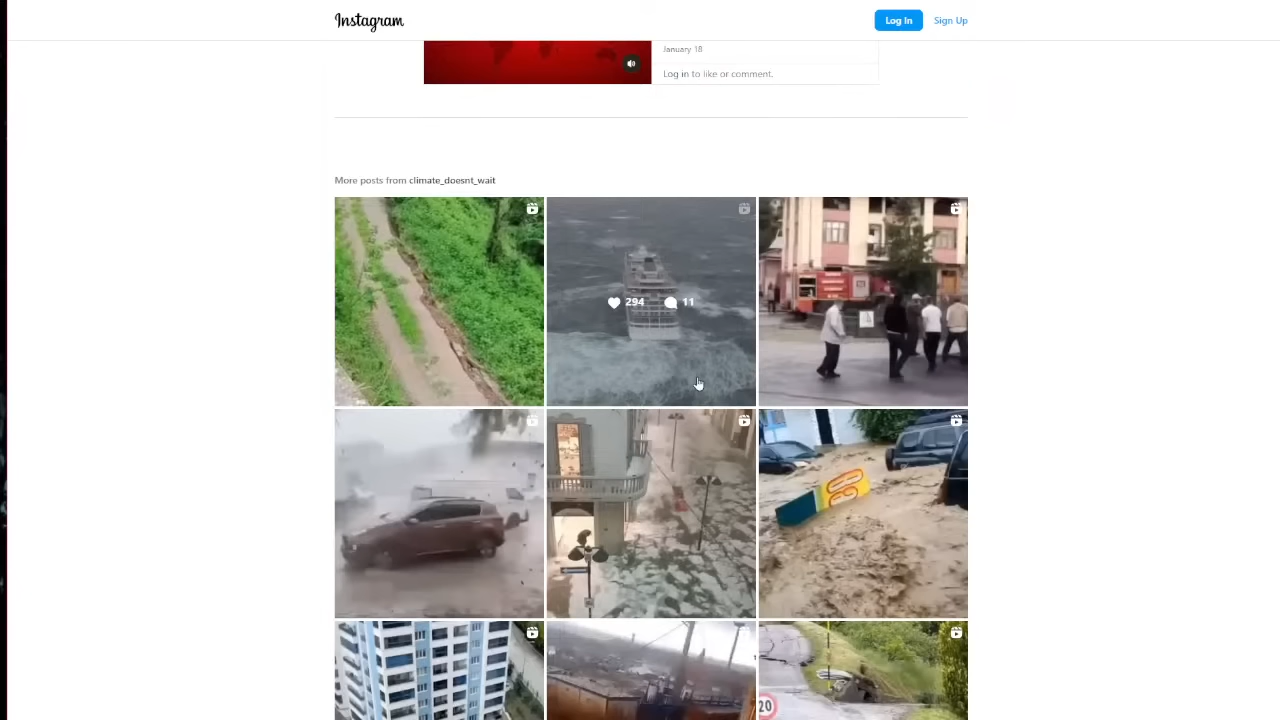 Instagram
Log In
Sign Up
January 18
Log in to like or comment.
More posts from climate_doesnt_wait
294
11
20